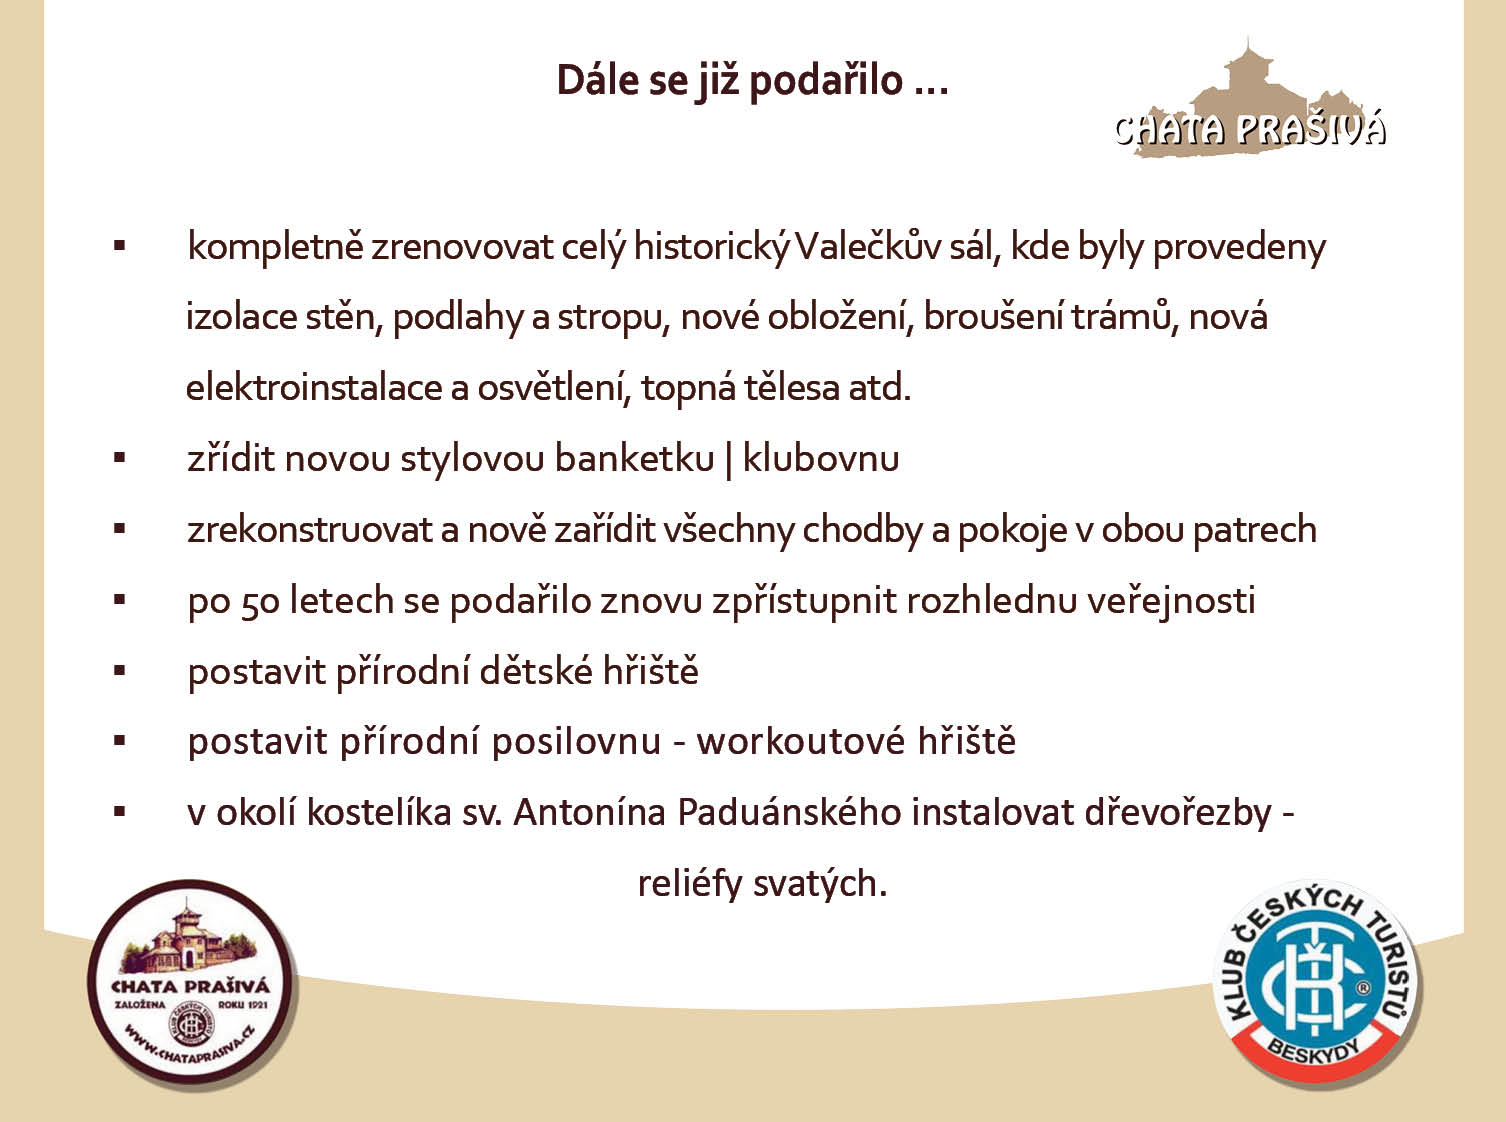 Dále se již podařilo ...
CHATA PRAŠIVÁ
▪ kompletně zrenovovat celý historický Valečkův sál, kde byly provedeny
izolace stěn, podlahy a stropu, nové obložení, broušení trámů, nová
elektroinstalace a osvětlení, topná tělesa atd.
▪ zřídit novou stylovou banketku | klubovnu
▪ zrekonstruovat a nově zařídit všechny chodby a pokoje v obou patrech
▪ po 50 letech se podařilo znovu zpřístupnit rozhlednu veřejnosti
▪ postavit přírodní dětské hřiště
▪ postavit přírodní posilovnu - workoutové hřiště
▪ v okolí kostelíka sv. Antonína Paduánského instalovat dřevořezby -
reliéfy svatých.
CHATA PRAŠIVÁ
ZALOŽENA ROKU 1921
KLUB ČESKÝCH TURISTŮ
WWW.CHATAPRASIVA.CZ
KLUB ČESKÝCH TURISTŮ
KČT ®
BESKYDY